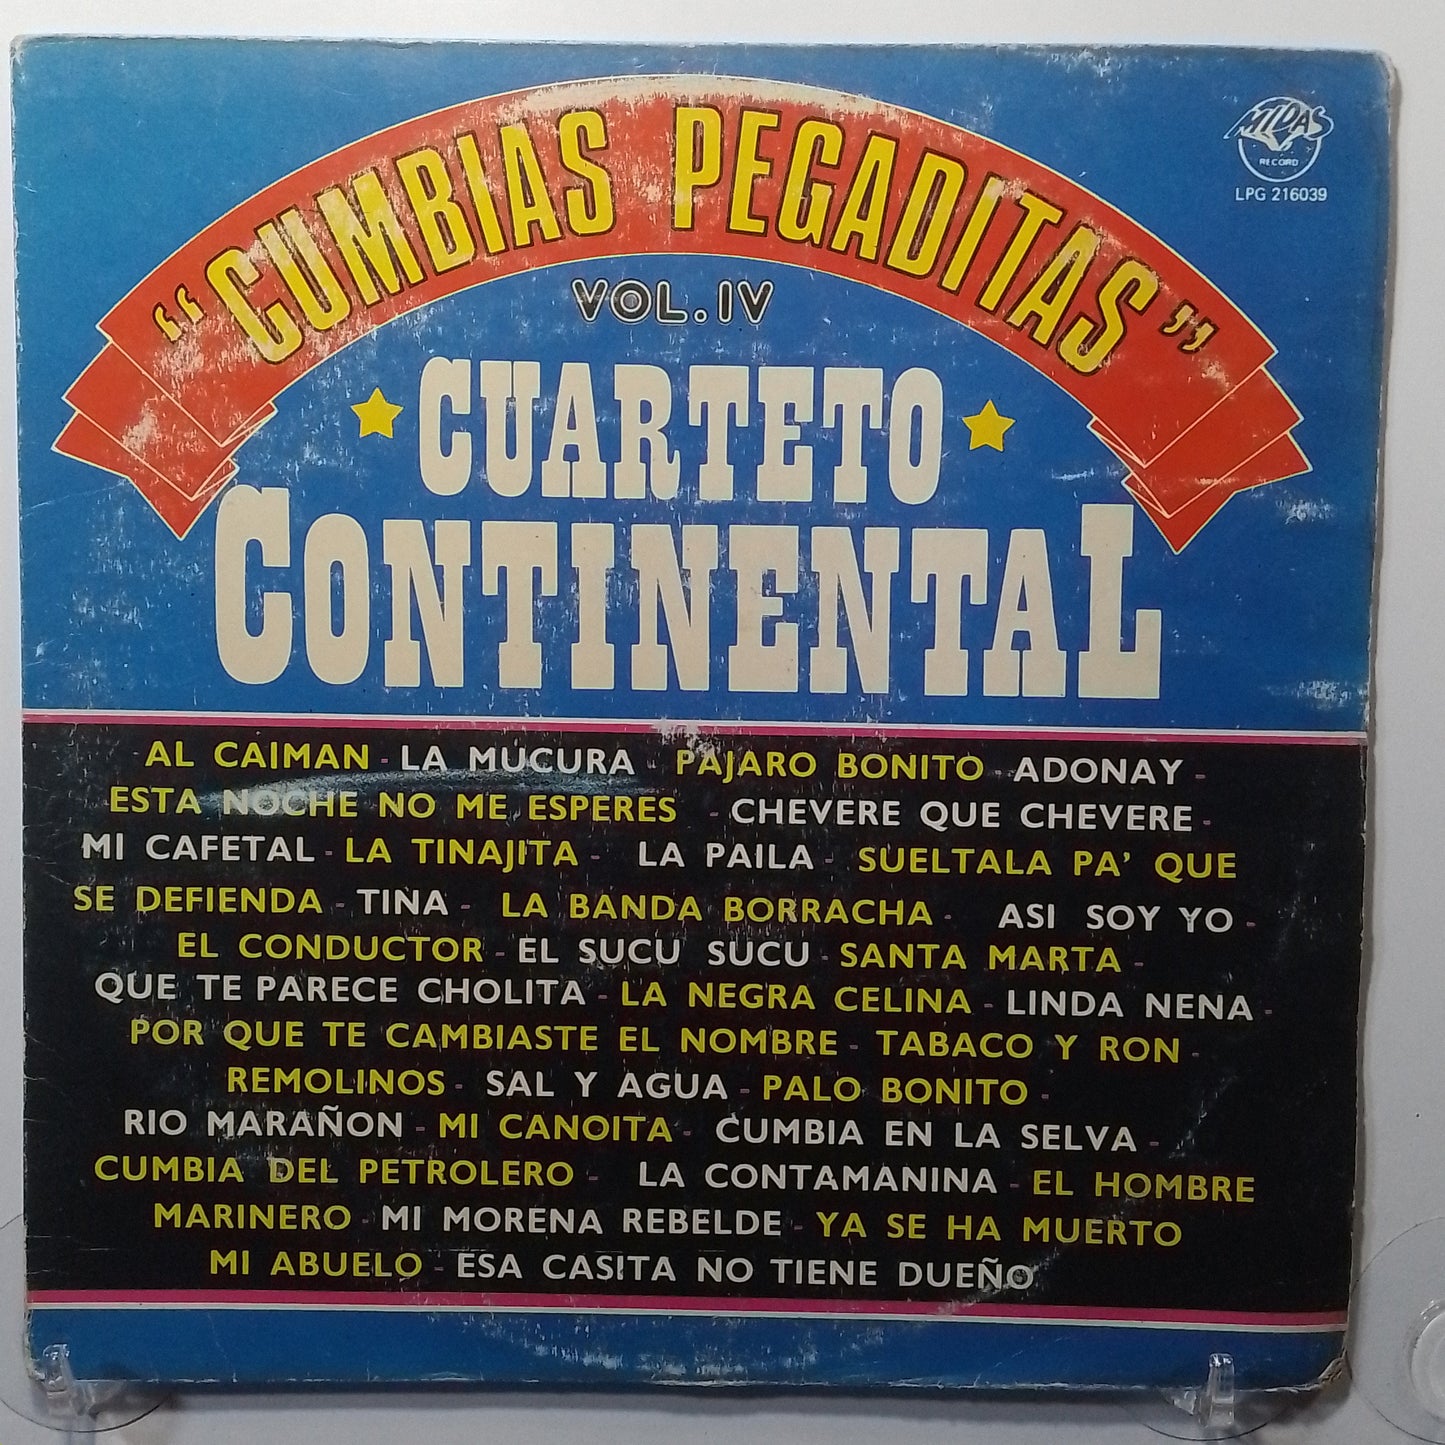 MIDAS
RECORD
LPG 216039
"CUMBIAS PEGADITAS"
VOL. IV
CUARTETO
CONTINENTAL
AL CAIMAN - LA MUCURA - PAJARO BONITO - ADONAY -
ESTA NOCHE NO ME ESPERES - CHEVERE QUE CHEVERE -
MI CAFETAL - LA TINAJITA - LA PAILA - SUELTALA PA' QUE
SE DEFIENDA - TINA - LA BANDA BORRACHA - ASI SOY YO -
EL CONDUCTOR - EL SUCU SUCU - SANTA MARTA -
QUE TE PARECE CHOLITA - LA NEGRA CELINA - LINDA NENA -
POR QUE TE CAMBIASTE EL NOMBRE - TABACO Y RON -
REMOLINOS - SAL Y AGUA - PALO BONITO -
RIO MARAÑON - MI CANOITA - CUMBIA EN LA SELVA -
CUMBIA DEL PETROLERO - LA CONTAMANINA - EL HOMBRE
MARINERO - MI MORENA REBELDE - YA SE HA MUERTO
MI ABUELO - ESA CASITA NO TIENE DUEÑO